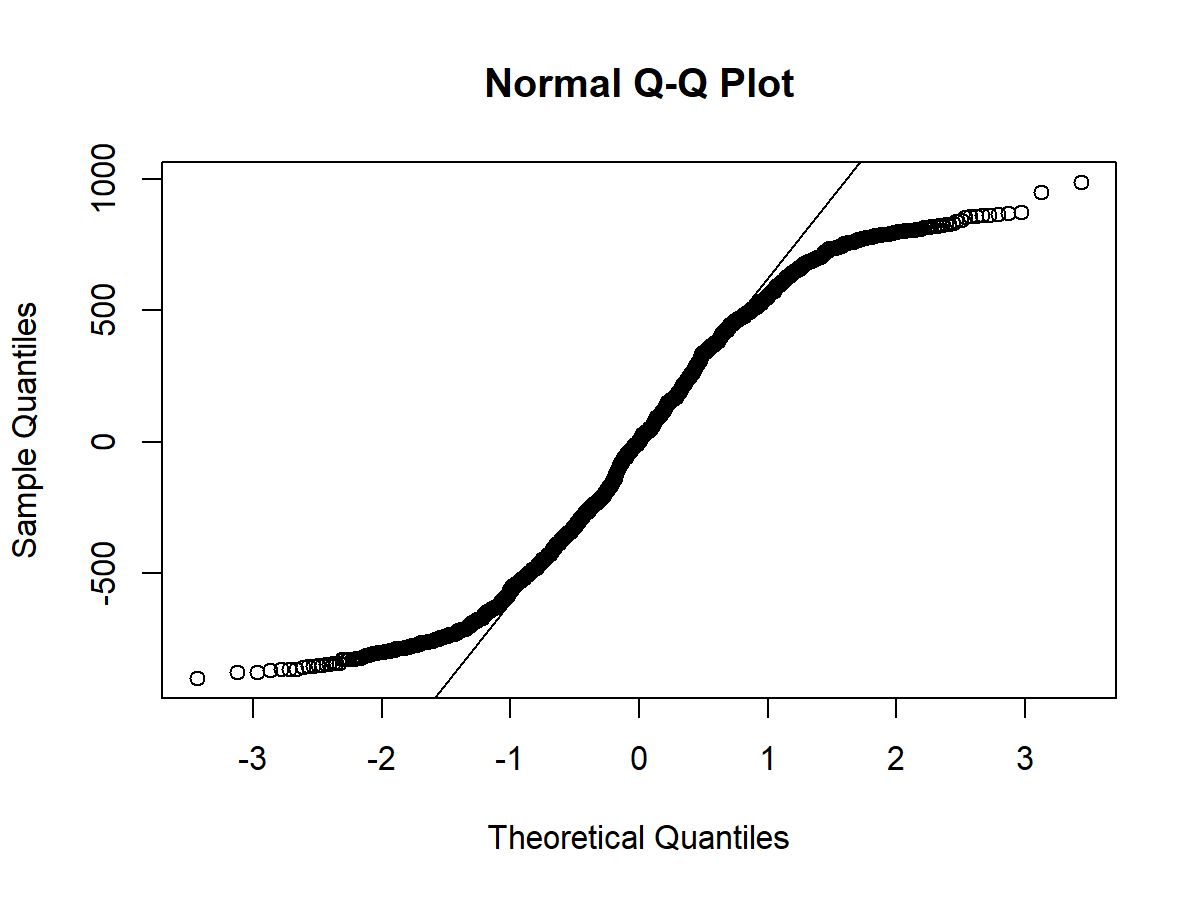 Normal Q-Q Plot
1000
500
0
-500
Sample Quantiles
-3 -2 -1 0 1 2 3
Theoretical Quantiles